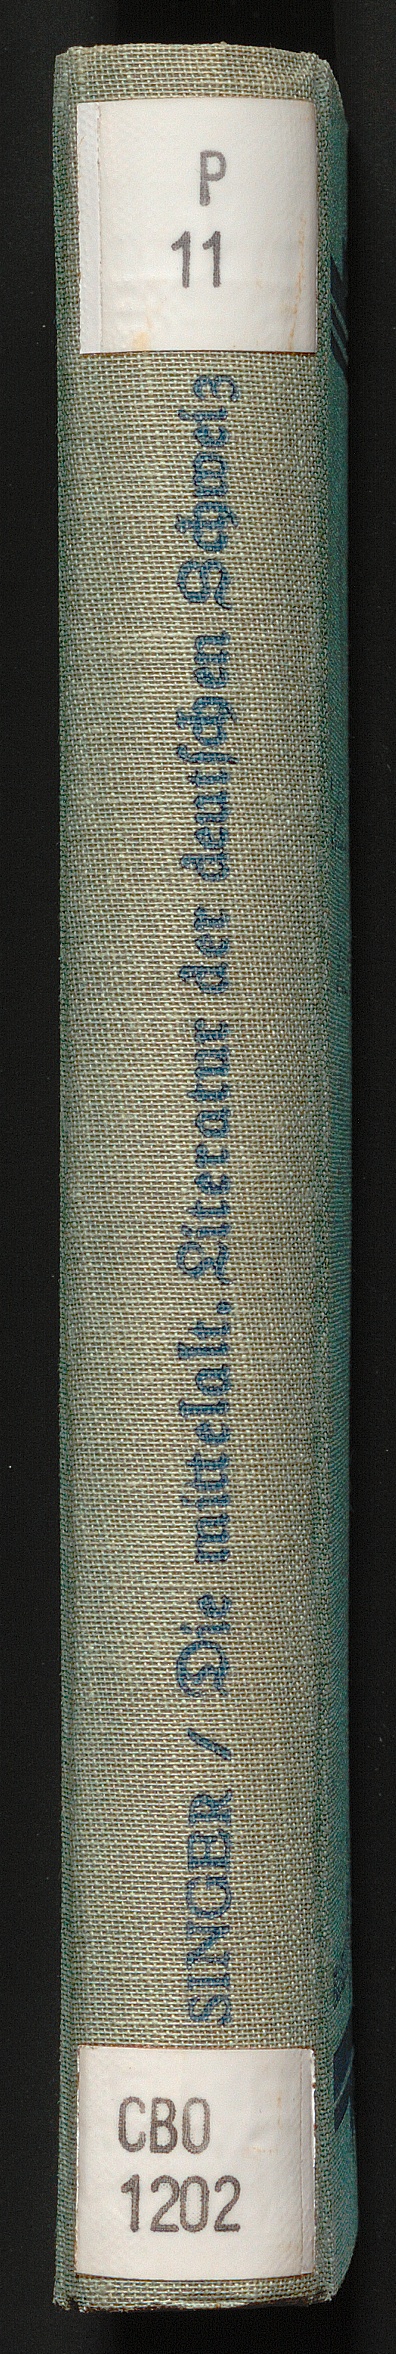 P
11
SINGER / Die mittelalt. Literatur der deutschen Schweiz
CBO
1202